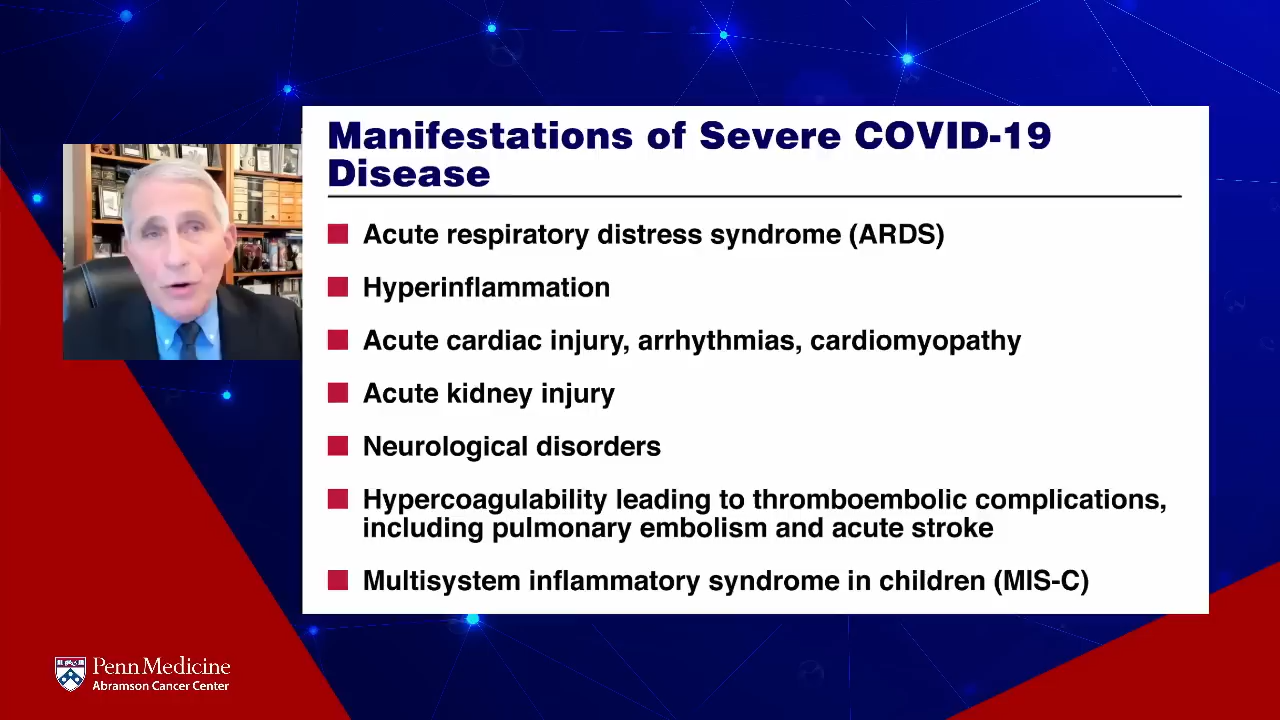 Manifestations of Severe COVID-19
Disease
Acute respiratory distress syndrome (ARDS)
Hyperinflammation
Acute cardiac injury, arrhythmias, cardiomyopathy
Acute kidney injury
Neurological disorders
Hypercoagulability leading to thromboembolic complications,
including pulmonary embolism and acute stroke
Multisystem inflammatory syndrome in children (MIS-C)
Penn Medicine
Abramson Cancer Center